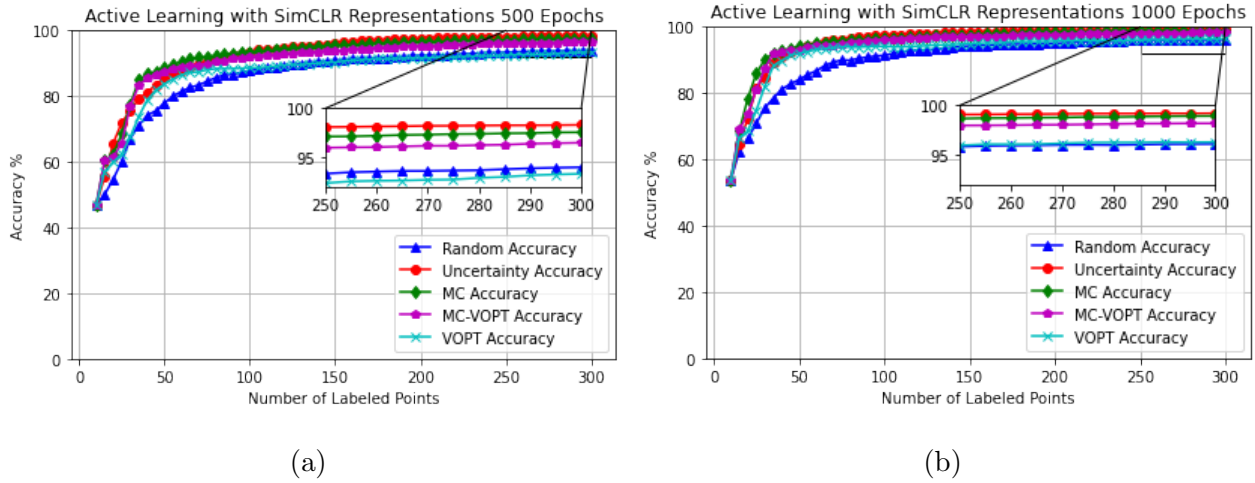 Active Learning with SimCLR Representations 500 Epochs
100
80
60
40
20
0
Accuracy %
100
95
250 260 270 280 290 300
Random Accuracy
Uncertainty Accuracy
MC Accuracy
MC-VOPT Accuracy
VOPT Accuracy
0 50 100 150 200 250 300
Number of Labeled Points
(a)
Active Learning with SimCLR Representations 1000 Epochs
100
80
60
40
20
0
Accuracy %
100
95
250 260 270 280 290 300
Random Accuracy
Uncertainty Accuracy
MC Accuracy
MC-VOPT Accuracy
VOPT Accuracy
0 50 100 150 200 250 300
Number of Labeled Points
(b)